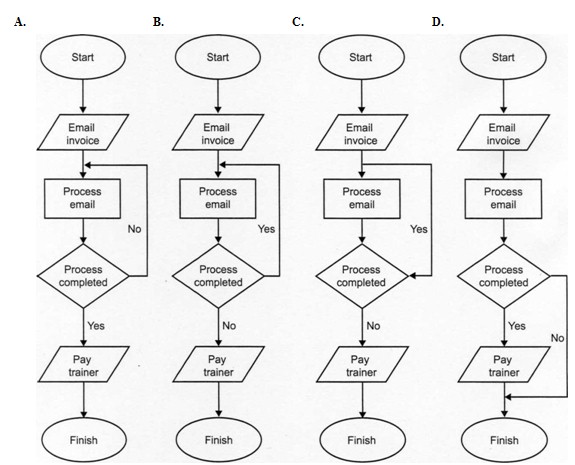 A.
B.
C.
D.
Start
Email
invoice
Process
email
No
Process
completed
Yes
Pay
trainer
Finish
Start
Email
invoice
Process
email
Yes
Process
completed
No
Pay
trainer
Finish
Start
Email
invoice
Process
email
Yes
Process
completed
No
Pay
trainer
Finish
Start
Email
invoice
Process
email
Process
completed
Yes
No
Pay
trainer
Finish